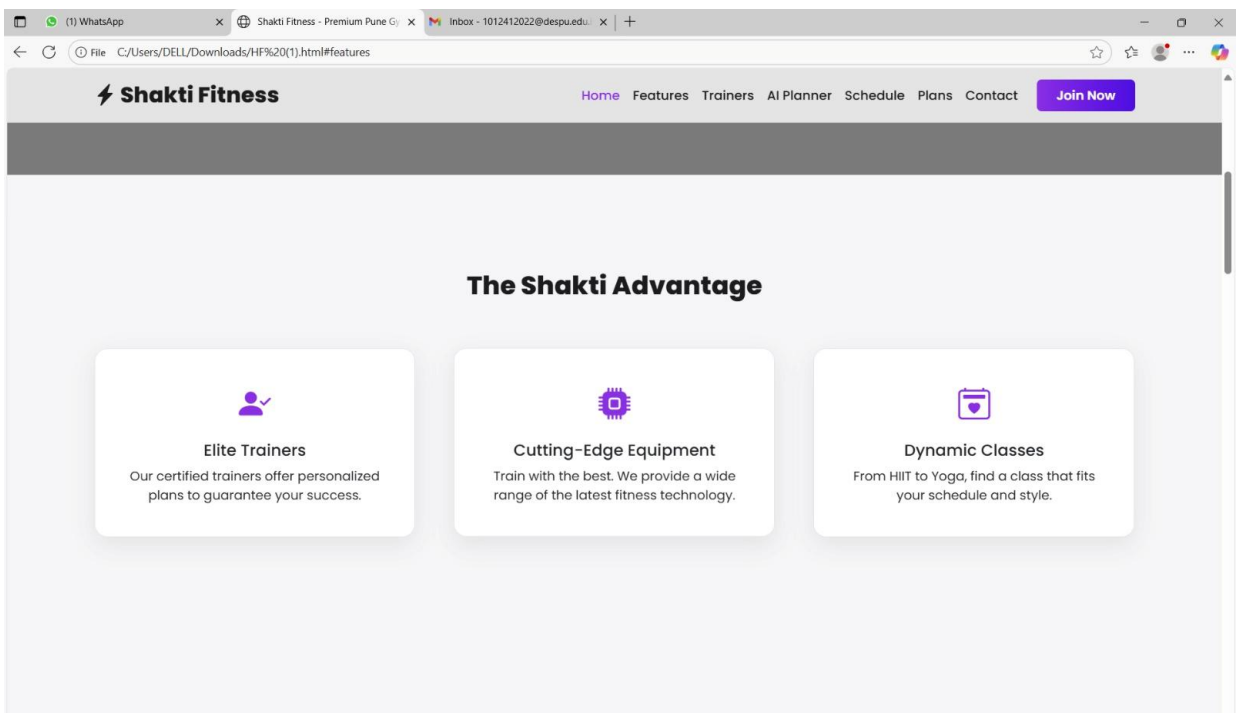 (1) WhatsApp
Shakti Fitness - Premium Pune Gy
Inbox - 1012412022@despu.edu.
File C:/Users/DELL/Downloads/HF%20(1).html#features
Shakti Fitness
Home Features Trainers AI Planner Schedule Plans Contact Join Now
The Shakti Advantage
Elite Trainers
Our certified trainers offer personalized
plans to guarantee your success.
Cutting-Edge Equipment
Train with the best. We provide a wide
range of the latest fitness technology.
Dynamic Classes
From HIIT to Yoga, find a class that fits
your schedule and style.